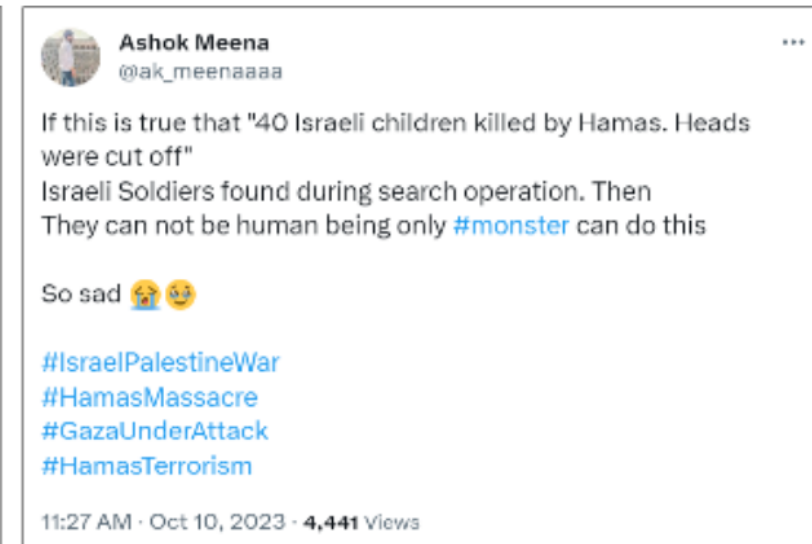 Ashok Meena
@ak_meenaaaa
If this is true that "40 Israeli children killed by Hamas. Heads
were cut off"
Israeli Soldiers found during search operation. Then
They can not be human being only #monster can do this
So sad 😭🥹
#IsraelPalestineWar
#HamasMassacre
#GazaUnderAttack
#HamasTerrorism
11:27 AM · Oct 10, 2023 · 4,441 Views